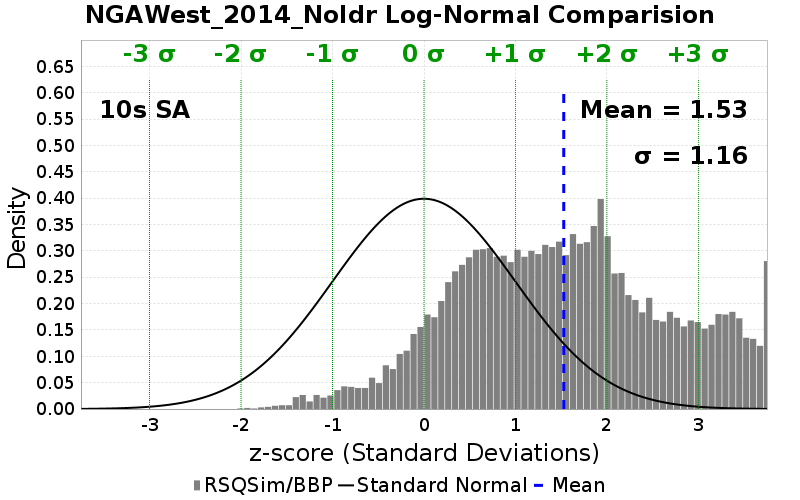 NGAWest_2014_NoIdr Log-Normal Comparision
-3 σ -2 σ -1 σ 0 σ +1 σ +2 σ +3 σ
10s SA
Mean = 1.53
σ = 1.16
Density
0.65
0.60
0.55
0.50
0.45
0.40
0.35
0.30
0.25
0.20
0.15
0.10
0.05
0.00
-3 -2 -1 0 1 2 3
z-score (Standard Deviations)
RSQSim/BBP Standard Normal Mean